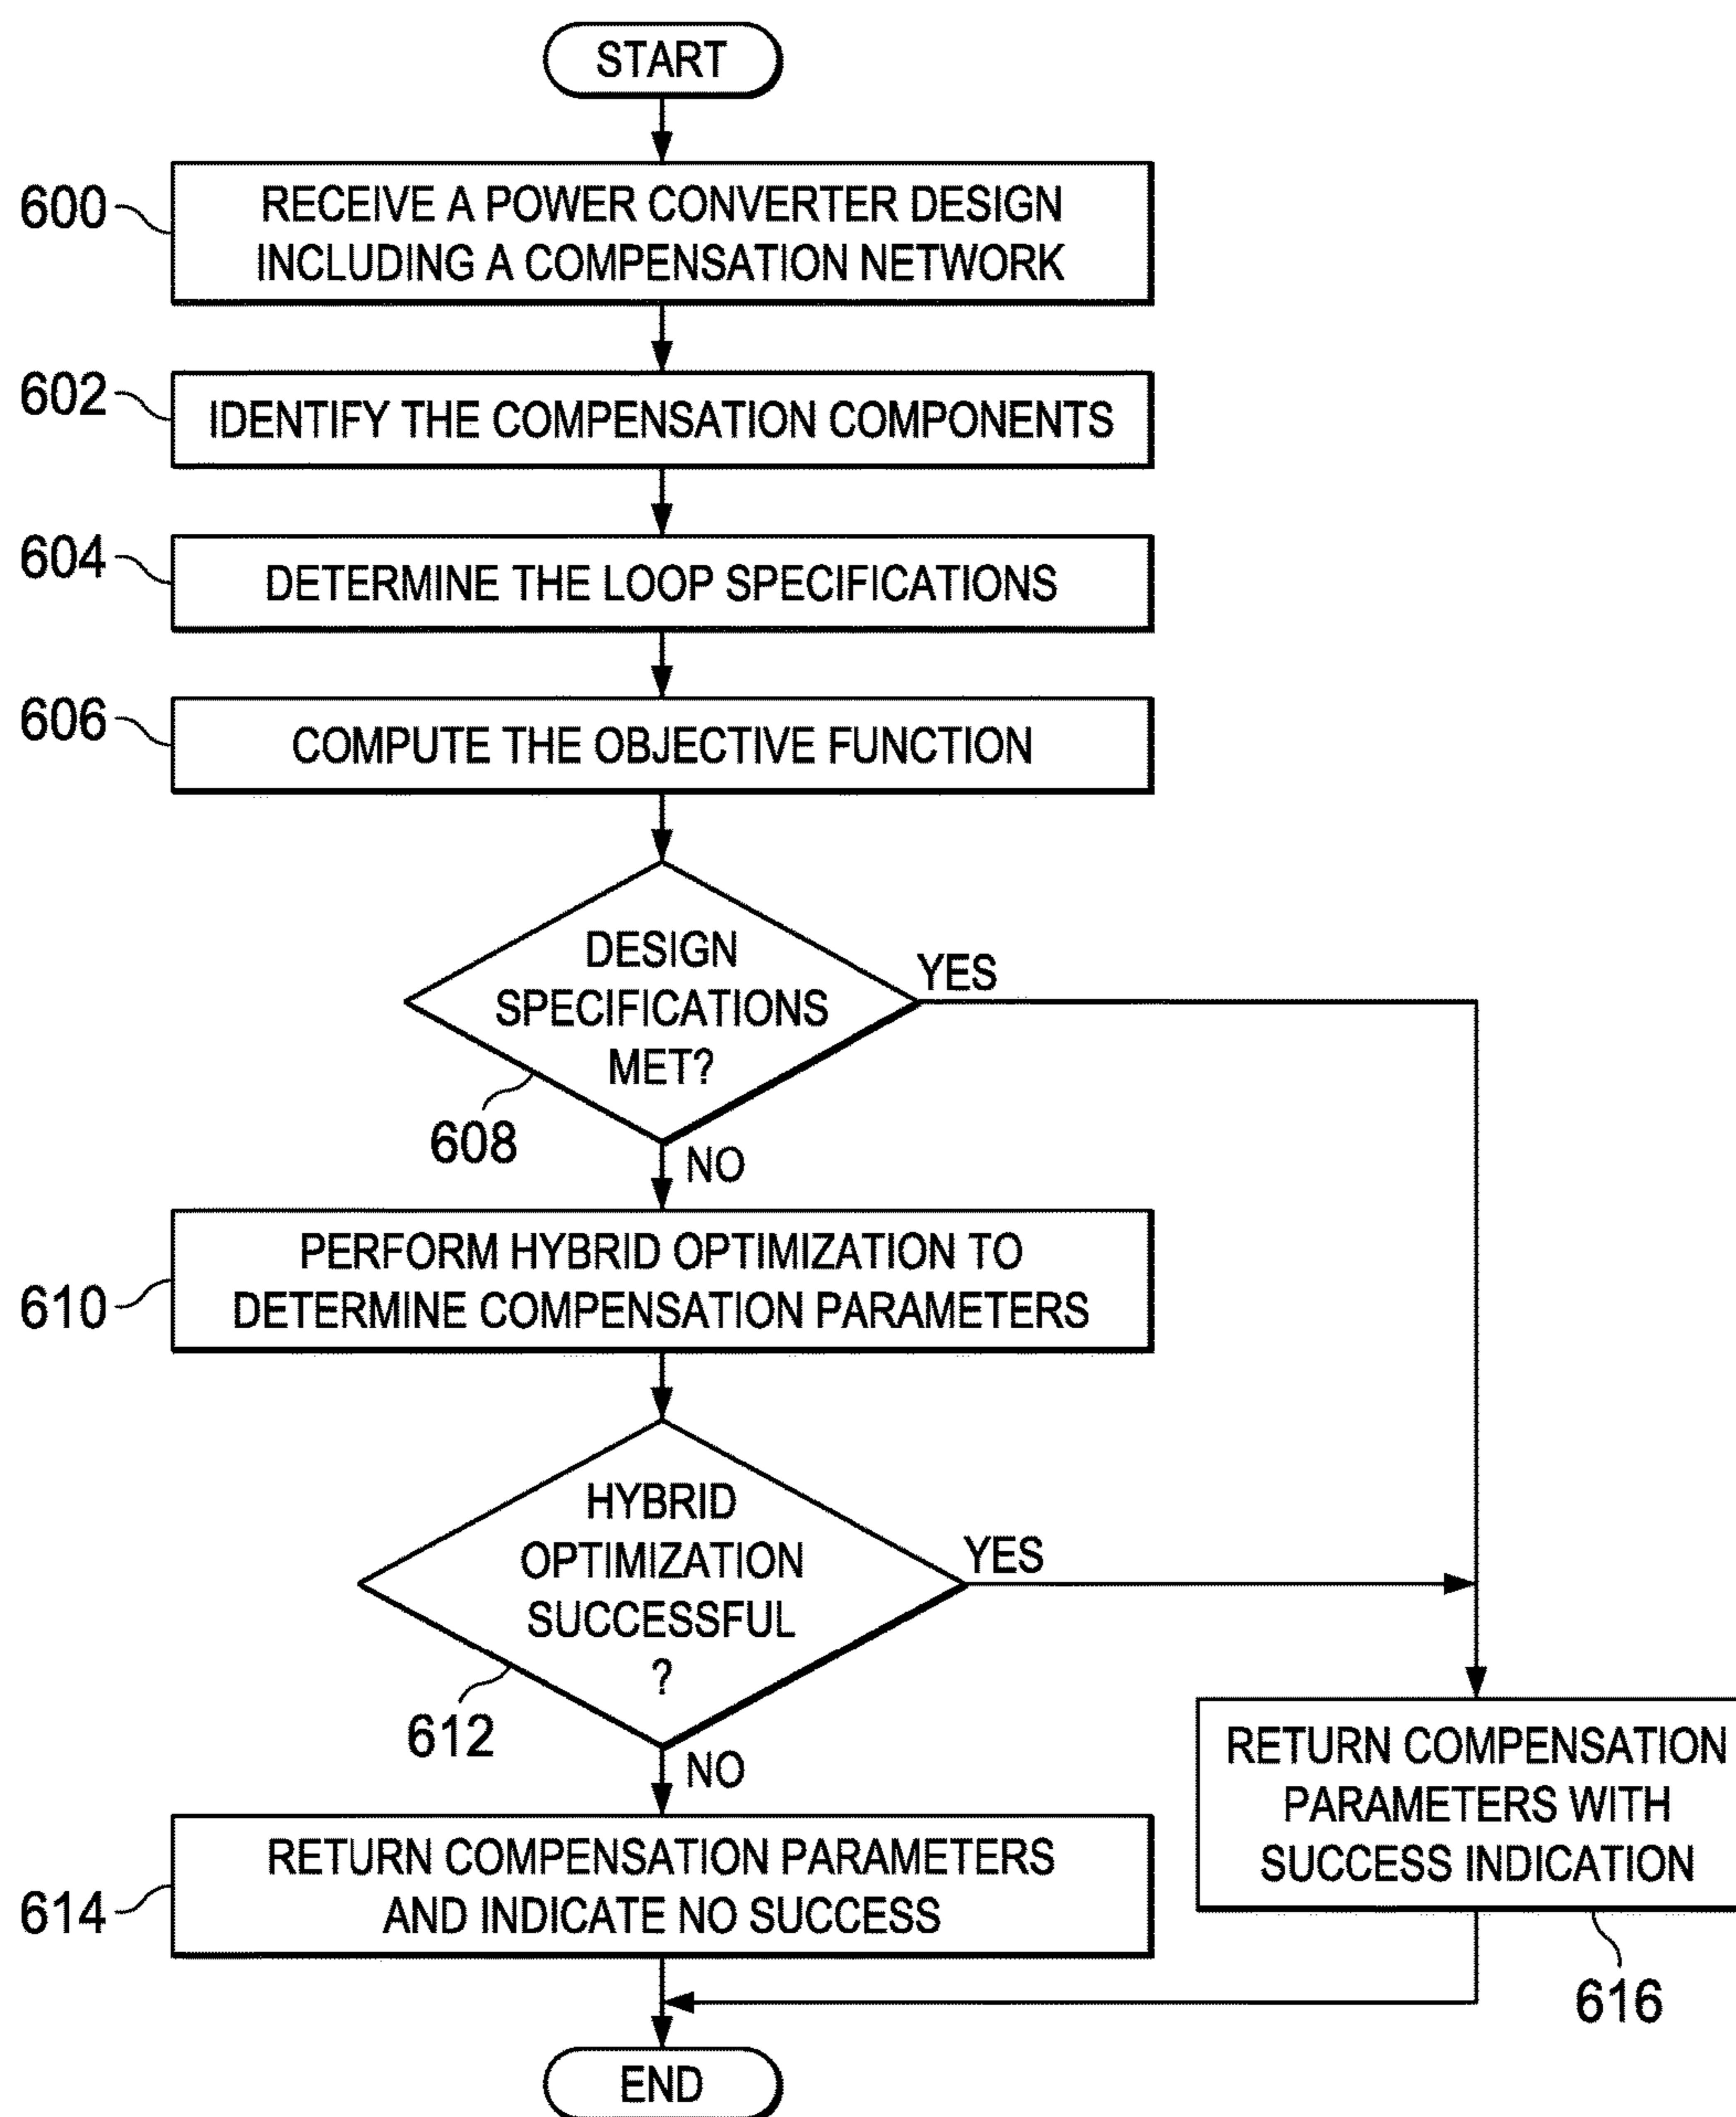 START
600
RECEIVE A POWER CONVERTER DESIGN
INCLUDING A COMPENSATION NETWORK
602
IDENTIFY THE COMPENSATION COMPONENTS
604
DETERMINE THE LOOP SPECIFICATIONS
606
COMPUTE THE OBJECTIVE FUNCTION
DESIGN
SPECIFICATIONS
MET?
YES
608
NO
610
PERFORM HYBRID OPTIMIZATION TO
DETERMINE COMPENSATION PARAMETERS
HYBRID
OPTIMIZATION
SUCCESSFUL
?
YES
612
NO
614
RETURN COMPENSATION PARAMETERS
AND INDICATE NO SUCCESS
RETURN COMPENSATION
PARAMETERS WITH
SUCCESS INDICATION
616
END